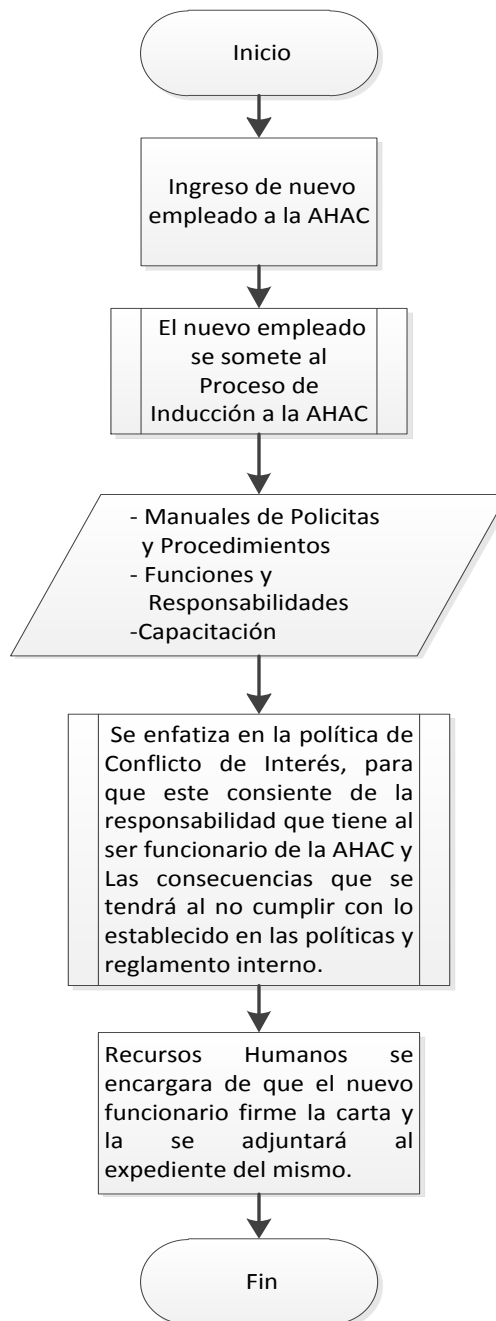 Inicio
Ingreso de nuevo
empleado a la AHAC
El nuevo empleado
se somete al
Proceso de
Inducción a la AHAC
- Manuales de Policitas
y Procedimientos
- Funciones y
Responsabilidades
-Capacitación
Se enfatiza en la política de
Conflicto de Interés, para
que este consiente de la
responsabilidad que tiene al
ser funcionario de la AHAC y
Las consecuencias que se
tendrá al no cumplir con lo
establecido en las políticas y
reglamento interno.
Recursos Humanos se
encargara de que el nuevo
funcionario firme la carta y
la se adjuntará al
expediente del mismo.
Fin